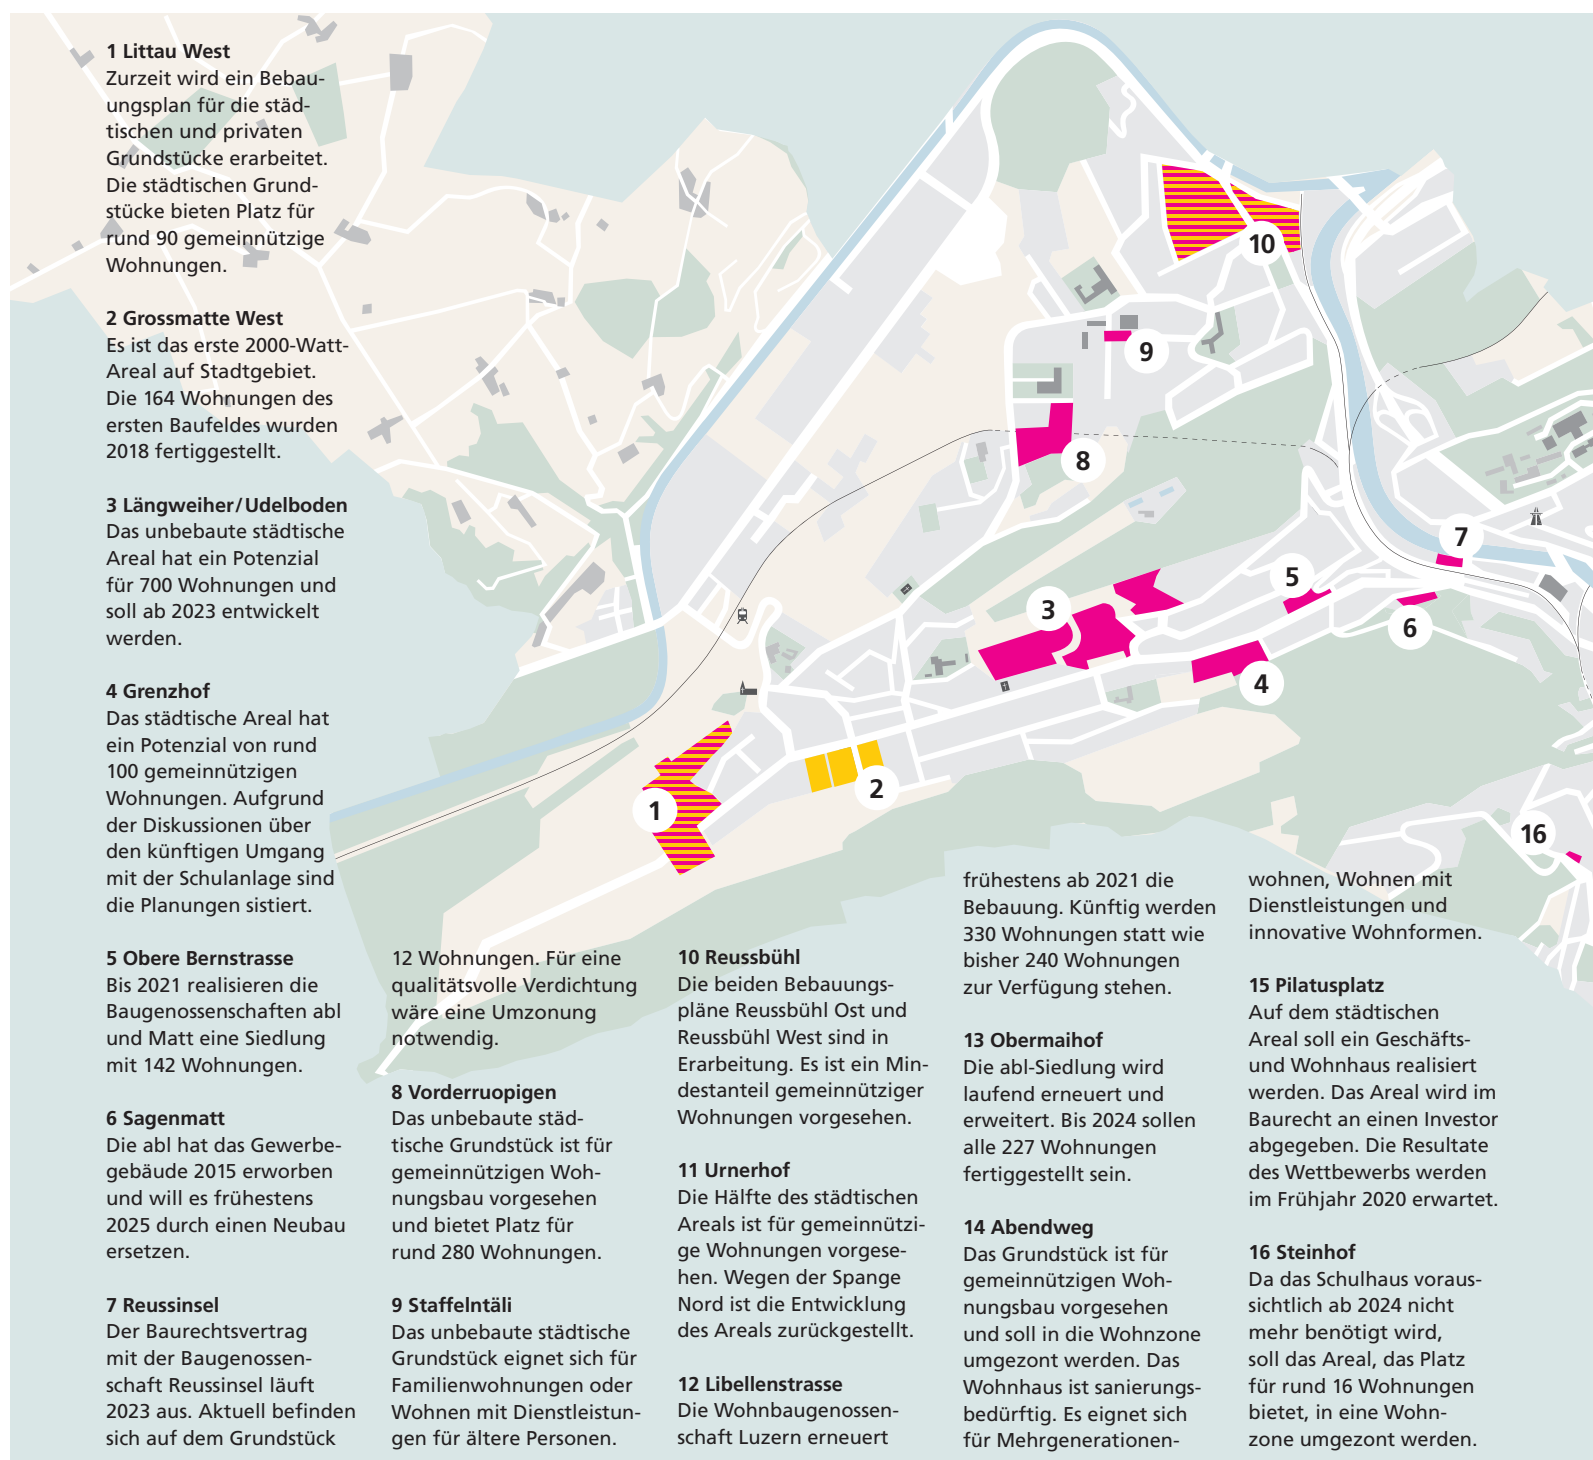 1 Littau West
Zurzeit wird ein Bebau-
ungsplan für die städ-
tischen und privaten
Grundstücke erarbeitet.
Die städtischen Grund-
stücke bieten Platz für
rund 90 gemeinnützige
Wohnungen.
2 Grossmatte West
Es ist das erste 2000-Watt-
Areal auf Stadtgebiet.
Die 164 Wohnungen des
ersten Baufeldes wurden
2018 fertiggestellt.
3 Längweiher/Udelboden
Das unbebaute städtische
Areal hat ein Potenzial
für 700 Wohnungen und
soll ab 2023 entwickelt
werden.
4 Grenzhof
Das städtische Areal hat
ein Potenzial von rund
100 gemeinnützigen
Wohnungen. Aufgrund
der Diskussionen über
den künftigen Umgang
mit der Schulanlage sind
die Planungen sistiert.
5 Obere Bernstrasse
Bis 2021 realisieren die
Baugenossenschaften abl
und Matt eine Siedlung
mit 142 Wohnungen.
6 Sagenmatt
Die abl hat das Gewerbe-
gebäude 2015 erworben
und will es frühestens
2025 durch einen Neubau
ersetzen.
7 Reussinsel
Der Baurechtsvertrag
mit der Baugenossen-
schaft Reussinsel läuft
2023 aus. Aktuell befinden
sich auf dem Grundstück
12 Wohnungen. Für eine
qualitätsvolle Verdichtung
wäre eine Umzonung
notwendig.
8 Vorderruopigen
Das unbebaute städ-
tische Grundstück ist für
gemeinnützigen Woh-
nungsbau vorgesehen
und bietet Platz für
rund 280 Wohnungen.
9 Staffelntäli
Das unbebaute städtische
Grundstück eignet sich für
Familienwohnungen oder
Wohnen mit Dienstleistun-
gen für ältere Personen.
10 Reussbühl
Die beiden Bebauungs-
pläne Reussbühl Ost und
Reussbühl West sind in
Erarbeitung. Es ist ein Min-
destanteil gemeinnütziger
Wohnungen vorgesehen.
11 Urnerhof
Die Hälfte des städtischen
Areals ist für gemeinnützi-
ge Wohnungen vorgese-
hen. Wegen der Spange
Nord ist die Entwicklung
des Areals zurückgestellt.
12 Libellenstrasse
Die Wohnbaugenossen-
schaft Luzern erneuert
frühestens ab 2021 die
Bebauung. Künftig werden
330 Wohnungen statt wie
bisher 240 Wohnungen
zur Verfügung stehen.
13 Obermaihof
Die abl-Siedlung wird
laufend erneuert und
erweitert. Bis 2024 sollen
alle 227 Wohnungen
fertiggestellt sein.
14 Abendweg
Das Grundstück ist für
gemeinnützigen Woh-
nungsbau vorgesehen
und soll in die Wohnzone
umgezont werden. Das
Wohnhaus ist sanierungs-
bedürftig. Es eignet sich
für Mehrgenerationen-
wohnen, Wohnen mit
Dienstleistungen und
innovative Wohnformen.
15 Pilatusplatz
Auf dem städtischen
Areal soll ein Geschäfts-
und Wohnhaus realisiert
werden. Das Areal wird im
Baurecht an einen Investor
abgegeben. Die Resultate
des Wettbewerbs werden
im Frühjahr 2020 erwartet.
16 Steinhof
Da das Schulhaus voraus-
sichtlich ab 2024 nicht
mehr benötigt wird,
soll das Areal, das Platz
für rund 16 Wohnungen
bietet, in eine Wohn-
zone umgezont werden.
10
9
8
7
5
3
6
4
2
1
16